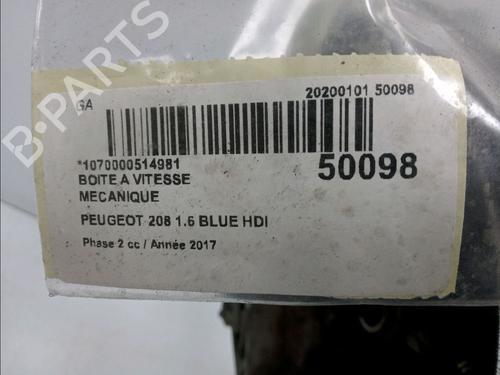 GA
20200101 50098
*1070000514981
50098
BOITE A VITESSE
MECANIQUE
PEUGEOT 208 1.6 BLUE HDI
Phase 2 cc / Année 2017
B-PARTS